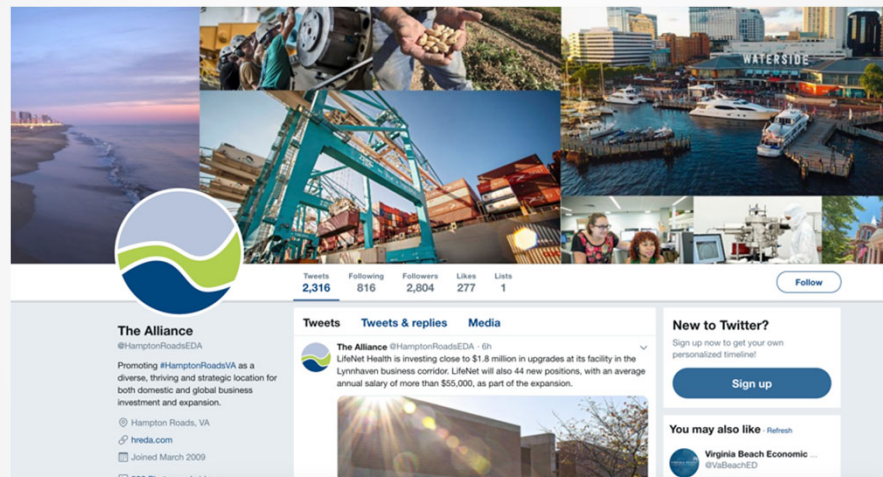 WATERSIDE
Tweets
2,316
Following
816
Followers
2,804
Likes
277
Lists
1
Follow
The Alliance
@HamptonRoadsEDA
Promoting #HamptonRoadsVA as a
diverse, thriving and strategic location for
both domestic and global business
investment and expansion.
Hampton Roads, VA
hreda.com
Joined March 2009
Tweets Tweets & replies Media
The Alliance @HamptonRoadsEDA · 6h
LifeNet Health is investing close to $1.8 million in upgrades at its facility in the
Lynnhaven business corridor. LifeNet will also 44 new positions, with an average
annual salary of more than $55,000, as part of the expansion.
New to Twitter?
Sign up now to get your own
personalized timeline!
Sign up
You may also like · Refresh
Virginia Beach Economic ...
@VaBeachED